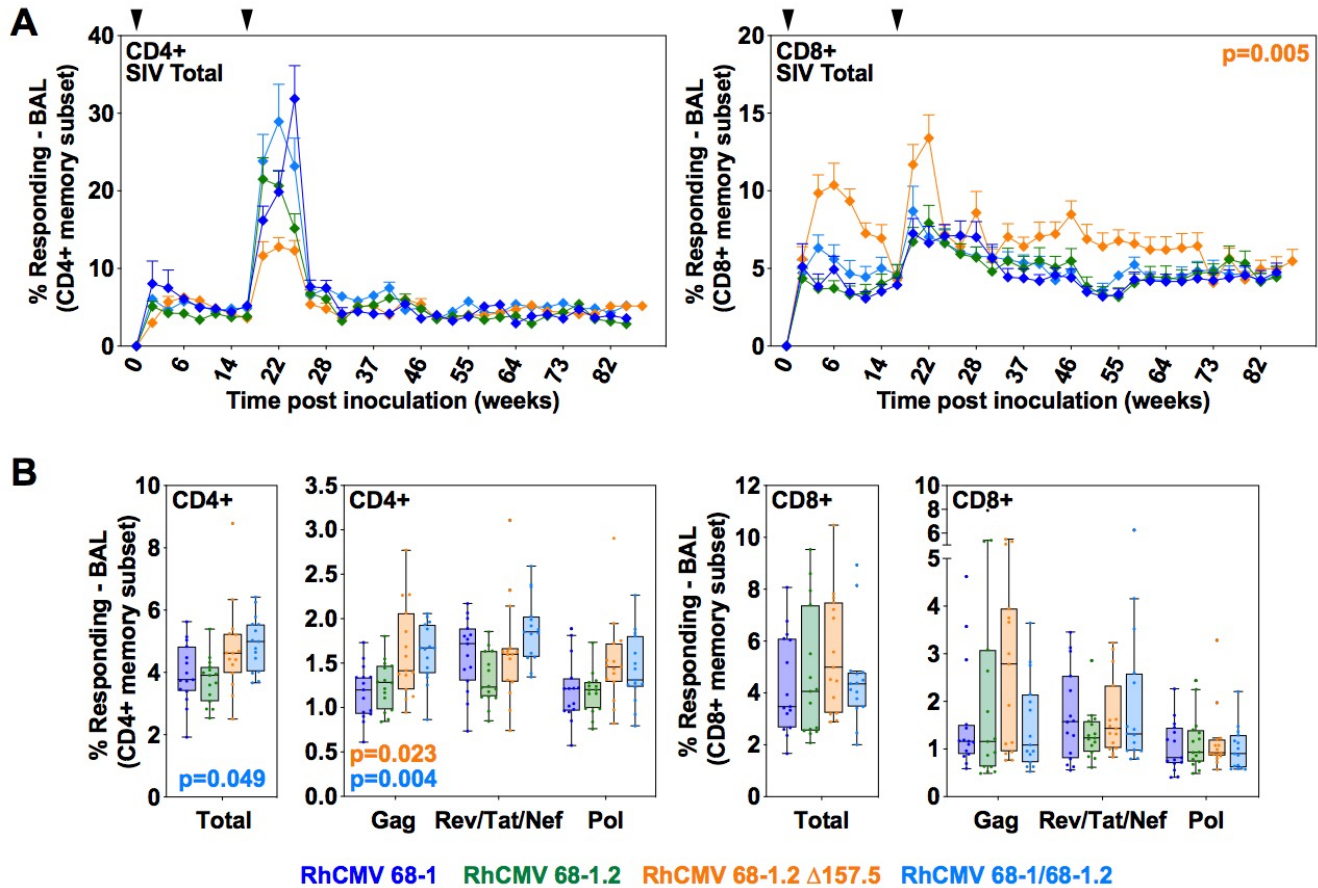 A
CD4+
SIV Total
% Responding - BAL
(CD4+ memory subset)
40
30
20
10
0
0 6 14 22 28 37 46 55 64 73 82
Time post inoculation (weeks)
CD8+
SIV Total
p=0.005
% Responding - BAL
(CD8+ memory subset)
20
15
10
5
0
0 6 14 22 28 37 46 55 64 73 82
Time post inoculation (weeks)
B
% Responding - BAL
(CD4+ memory subset)
10
8
6
4
2
0
CD4+
p=0.049
Total
3.5
3.0
2.5
2.0
1.5
1.0
0.5
0.0
CD4+
p=0.023
p=0.004
Gag Rev/Tat/Nef Pol
% Responding - BAL
(CD8+ memory subset)
12
10
8
6
4
2
0
CD8+
Total
10
8
6
5
4
3
2
1
0
CD8+
Gag Rev/Tat/Nef Pol
RhCMV 68-1 RhCMV 68-1.2 RhCMV 68-1.2 Δ157.5 RhCMV 68-1/68-1.2